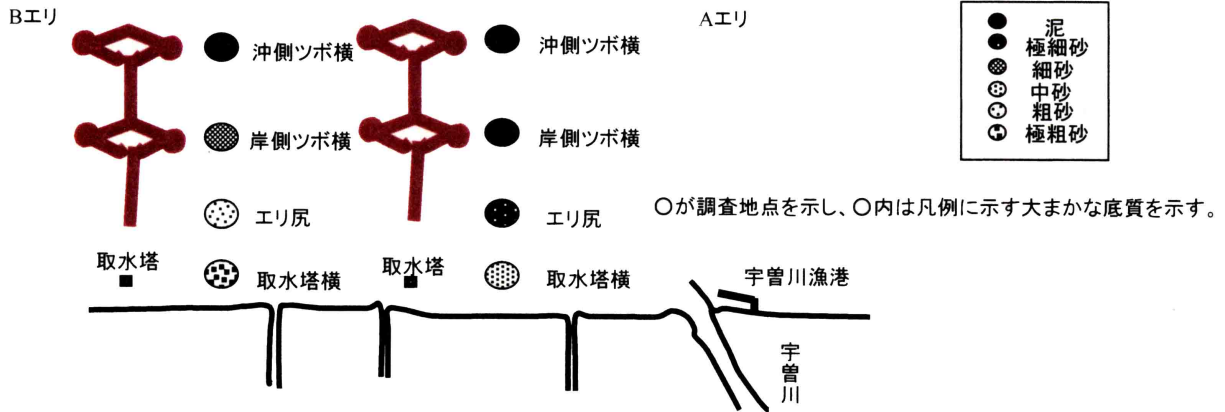 Bエリ
Aエリ
沖側ツボ横
沖側ツボ横
岸側ツボ横
岸側ツボ横
エリ尻
エリ尻
取水塔
取水塔横
取水塔
取水塔横
宇曽川漁港
宇曽川
泥
極細砂
細砂
中砂
粗砂
極粗砂
〇が調査地点を示し、〇内は凡例に示す大まかな底質を示す。